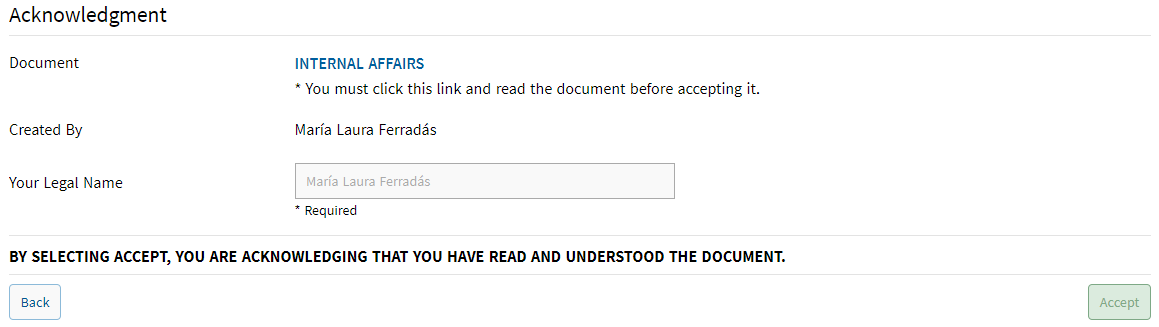 Acknowledgment
Document
INTERNAL AFFAIRS
* You must click this link and read the document before accepting it.
Created By
María Laura Ferradás
Your Legal Name
María Laura Ferradás
* Required
BY SELECTING ACCEPT, YOU ARE ACKNOWLEDGING THAT YOU HAVE READ AND UNDERSTOOD THE DOCUMENT.
Back
Accept